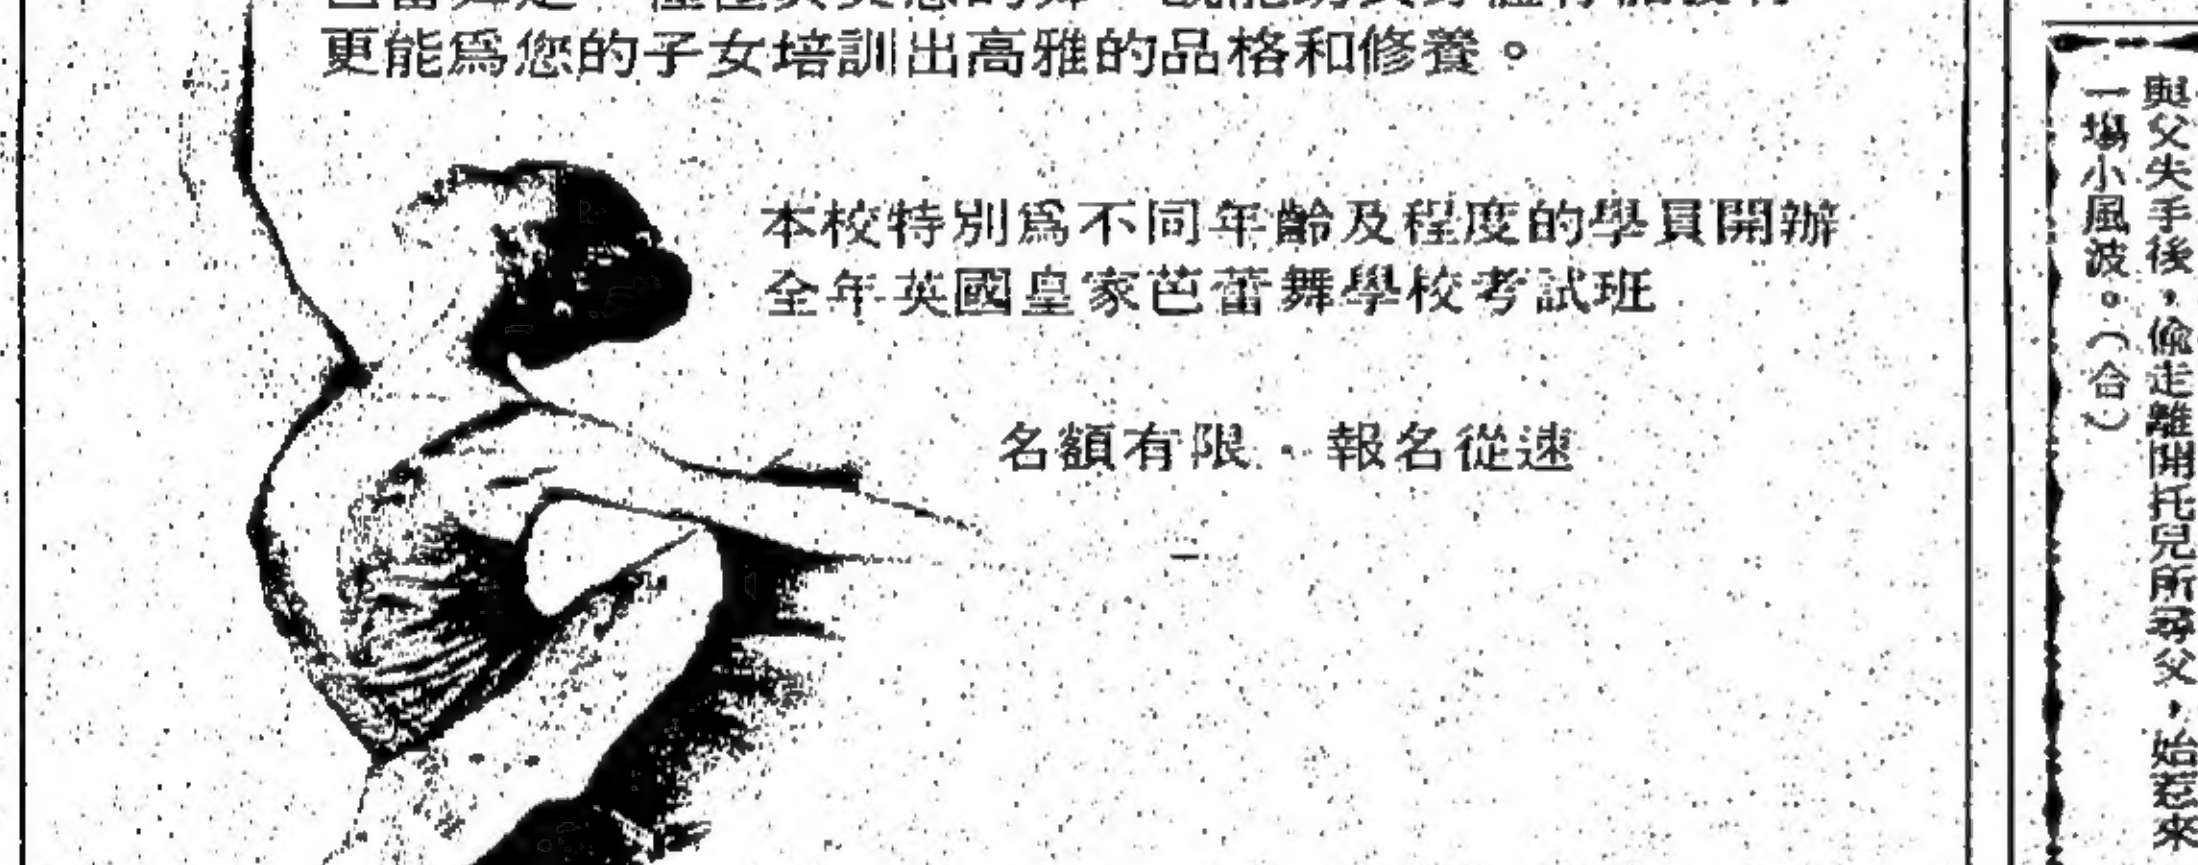 更能爲您的子女培訓出高雅的品格和修養。
本校特別爲不同年齡及程度的學員開辦
全年英國皇家芭蕾舞學校考試班
名額有限。報名從速
與父失手後，偷走離開托兒所尋父，始惹來
一場小風波。（合）